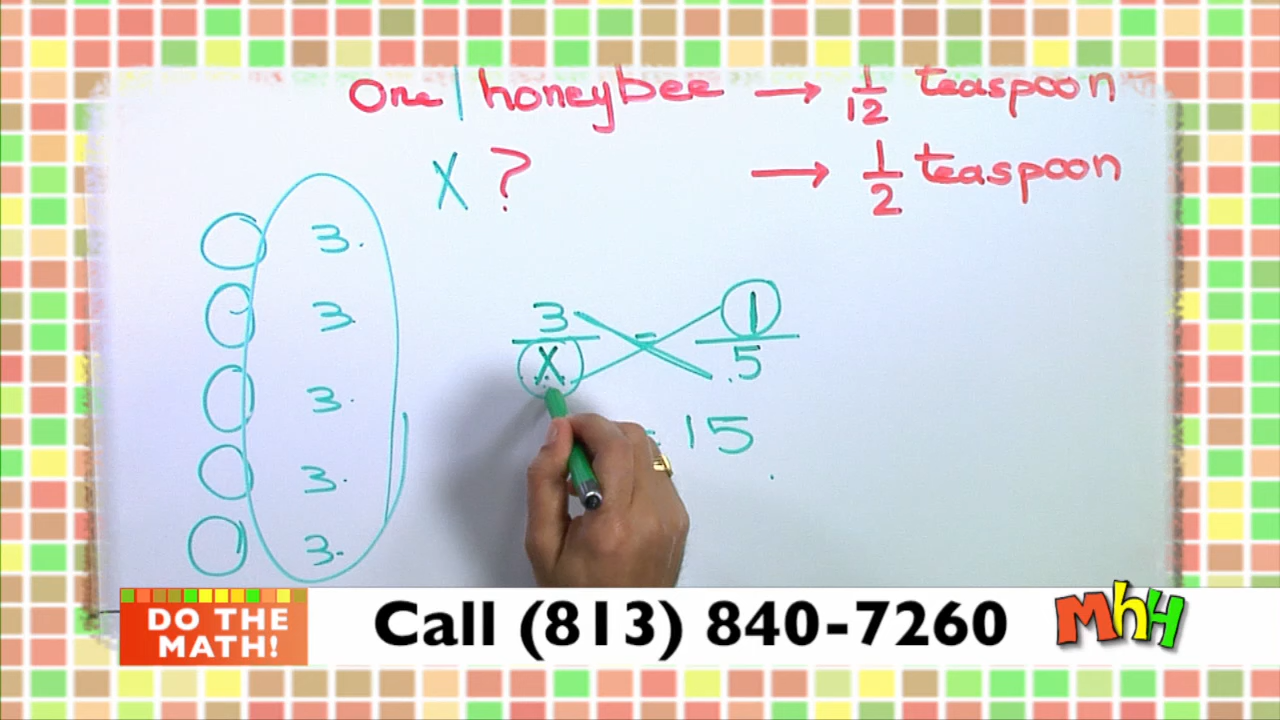 One honeybee → 1/12 teaspoon
X ? → 1/2 teaspoon
3.
3.
3.
3.
3.
3/X = 1/5
= 15
DO THE
MATH!
Call (813) 840-7260
Mh4